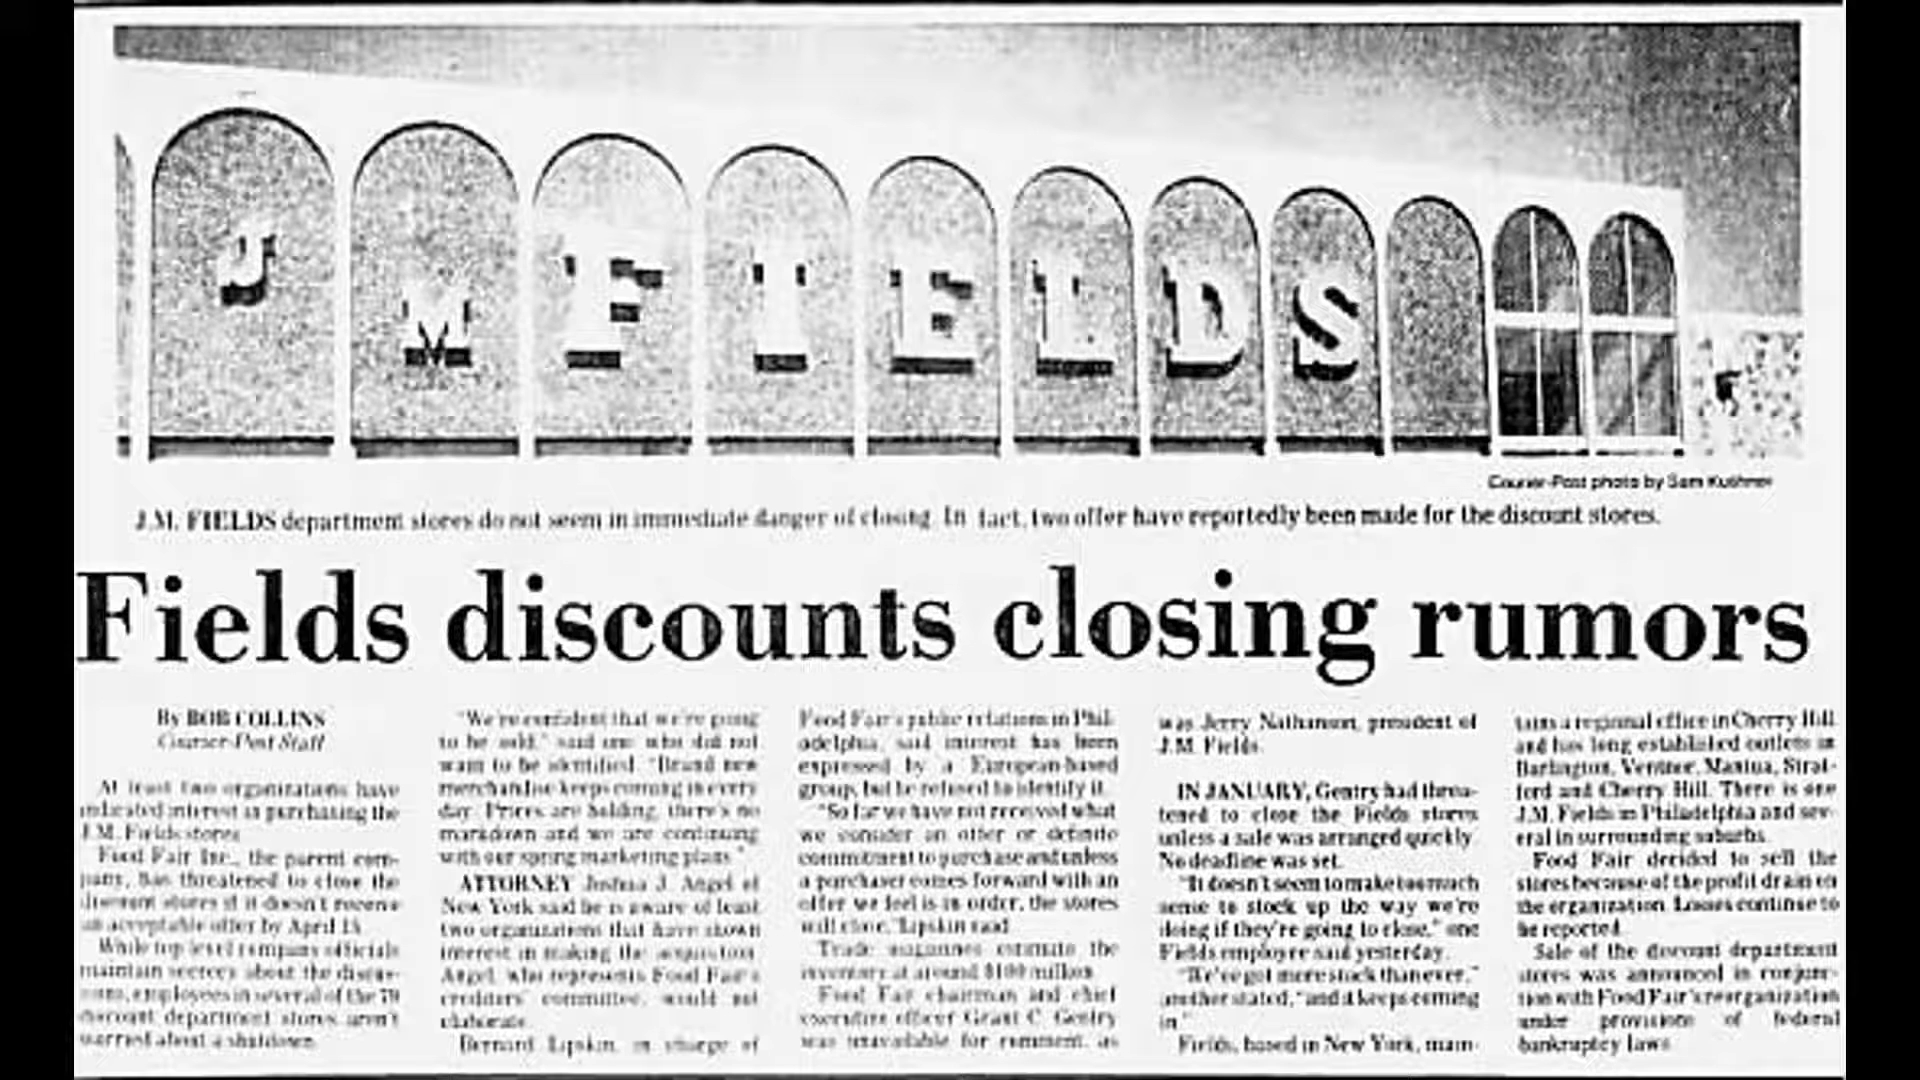 J M FIELDS
Courier-Post photo by Sam Kushner
J.M. FIELDS department stores do not seem in immediate danger of closing. In fact, two offer have reportedly been made for the discount stores.
Fields discounts closing rumors
By BOB COLLINS
Courier-Post Staff
At least two organizations have
indicated interest in purchasing the
J.M. Fields stores.
Food Fair Inc., the parent com-
pany, has threatened to close the
discount stores if it doesn't receive
an acceptable offer by April 15.
While top level company officials
maintain secrecy about the discus-
sions, employees in several of the 79
discount department stores aren't
worried about a shutdown.
"We're confident that we're going
to be sold," said one who did not
want to be identified. "Brand new
merchandise keeps coming in every
day. Prices are holding, there's no
markdown and we are continuing
with our spring marketing plans."
ATTORNEY Joshua J. Angel of
New York said he is aware of least
two organizations that have shown
interest in making the acquisition.
Angel, who represents Food Fair's
creditors' committee, would not
elaborate.
Bernard Lipskin, in charge of
Food Fair's public relations in Phil-
adelphia, said interest has been
expressed by a European-based
group, but he refused to identify it.
"So far we have not received what
we consider an offer or definite
commitment to purchase and unless
a purchaser comes forward with an
offer we feel is in order, the stores
will close," Lipskin said.
Trade magazines estimate the
inventory at around $100 million.
Food Fair chairman and chief
executive officer Grant C. Gentry
was unavailable for comment, as
was Jerry Nathanson, president of
J.M. Fields.
IN JANUARY, Gentry had threa-
tened to close the Fields stores
unless a sale was arranged quickly.
No deadline was set.
"It doesn't seem to make too much
sense to stock up the way we're
doing if they're going to close," one
Fields employee said yesterday.
"We've got more stock than ever,"
another stated, "and it keeps coming
in."
Fields, based in New York, main-
tains a regional office in Cherry Hill
and has long established outlets in
Burlington, Ventnor, Mantua, Strat-
ford and Cherry Hill. There is one
J.M. Fields in Philadelphia and sev-
eral in surrounding suburbs.
Food Fair decided to sell the
stores because of the profit drain on
the organization. Losses continue to
be reported.
Sale of the discount department
stores was announced in conjunc-
tion with Food Fair's reorganization
under provisions of federal
bankruptcy laws.